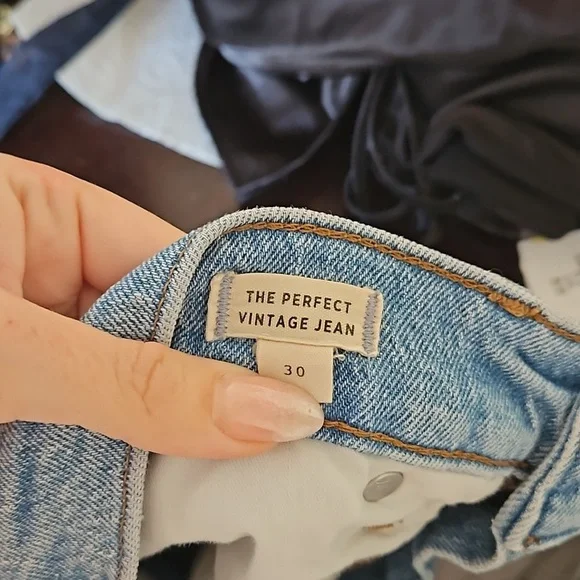 THE PERFECT
VINTAGE JEAN
30